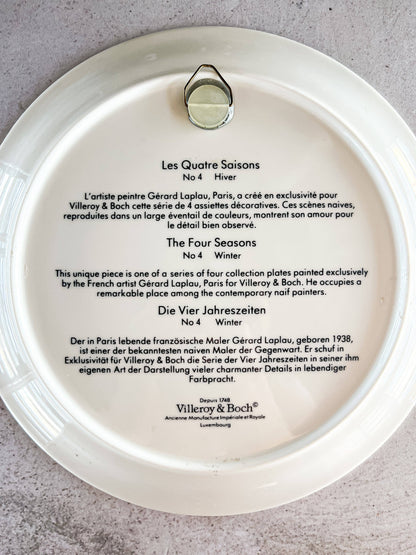 Les Quatre Saisons
No 4 Hiver
L'artiste peintre Gérard Laplau, Paris, a créé en exclusivité pour
Villeroy & Boch cette série de 4 assiettes décoratives. Ces scènes naïves,
reproduites dans un large éventail de couleurs, montrent son amour pour
le détail bien observé.
The Four Seasons
No 4 Winter
This unique piece is one of a series of four collection plates painted exclusively
by the French artist Gérard Laplau, Paris for Villeroy & Boch. He occupies a
remarkable place among the contemporary naif painters.
Die Vier Jahreszeiten
No 4 Winter
Der in Paris lebende französische Maler Gérard Laplau, geboren 1938,
ist einer der bekanntesten naiven Maler der Gegenwart. Er schuf in
Exklusivität für Villeroy & Boch die Serie der Vier Jahreszeiten in seiner ihm
eigenen Art der Darstellung vieler charmanter Details in lebendiger
Farbpracht.
Depuis 1748
Villeroy & Boch©
Ancienne Manufacture Impériale et Royale
Luxembourg